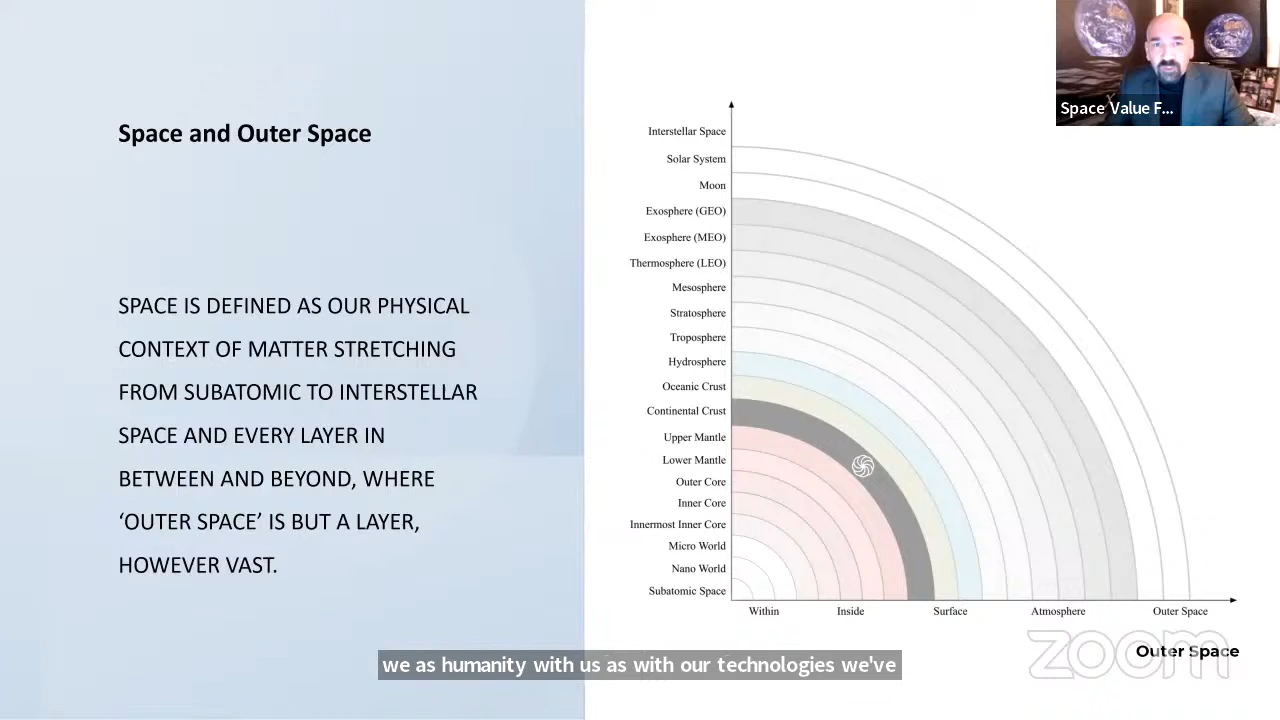 Space Value F...
Space and Outer Space
SPACE IS DEFINED AS OUR PHYSICAL
CONTEXT OF MATTER STRETCHING
FROM SUBATOMIC TO INTERSTELLAR
SPACE AND EVERY LAYER IN
BETWEEN AND BEYOND, WHERE
‘OUTER SPACE’ IS BUT A LAYER,
HOWEVER VAST.
Interstellar Space
Solar System
Moon
Exosphere (GEO)
Exosphere (MEO)
Thermosphere (LEO)
Mesosphere
Stratosphere
Troposphere
Hydrosphere
Oceanic Crust
Continental Crust
Upper Mantle
Lower Mantle
Outer Core
Inner Core
Innermost Inner Core
Micro World
Nano World
Subatomic Space
Within
Inside
Surface
Atmosphere
Outer Space
zoom
Outer Space
we as humanity with us as with our technologies we've